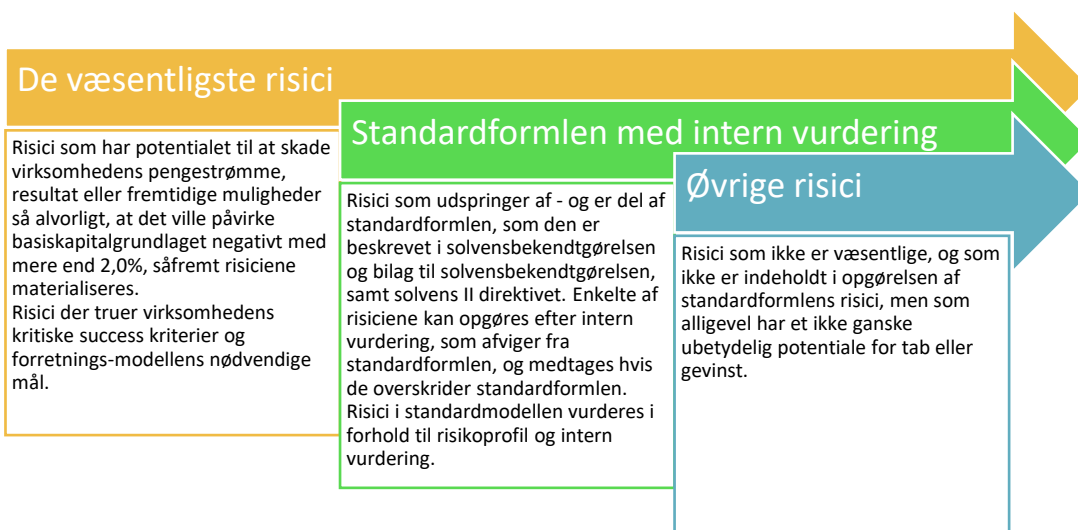 De væsentligste risici
Risici som har potentialet til at skade
virksomhedens pengestrømme,
resultat eller fremtidige muligheder
så alvorligt, at det ville påvirke
basiskapitalgrundlaget negativt med
mere end 2,0%, såfremt risiciene
materialiseres.
Risici der truer virksomhedens
kritiske success kriterier og
forretnings-modellens nødvendige
mål.
Standardformlen med intern vurdering
Risici som udspringer af - og er del af
standardformlen, som den er
beskrevet i solvensbekendtgørelsen
og bilag til solvensbekendtgørelsen,
samt solvens II direktivet. Enkelte af
risiciene kan opgøres efter intern
vurdering, som afviger fra
standardformlen, og medtages hvis
de overskrider standardformlen.
Risici i standardmodellen vurderes i
forhold til risikoprofil og intern
vurdering.
Øvrige risici
Risici som ikke er væsentlige, og som
ikke er indeholdt i opgørelsen af
standardformlens risici, men som
alligevel har et ikke ganske
ubetydelig potentiale for tab eller
gevinst.